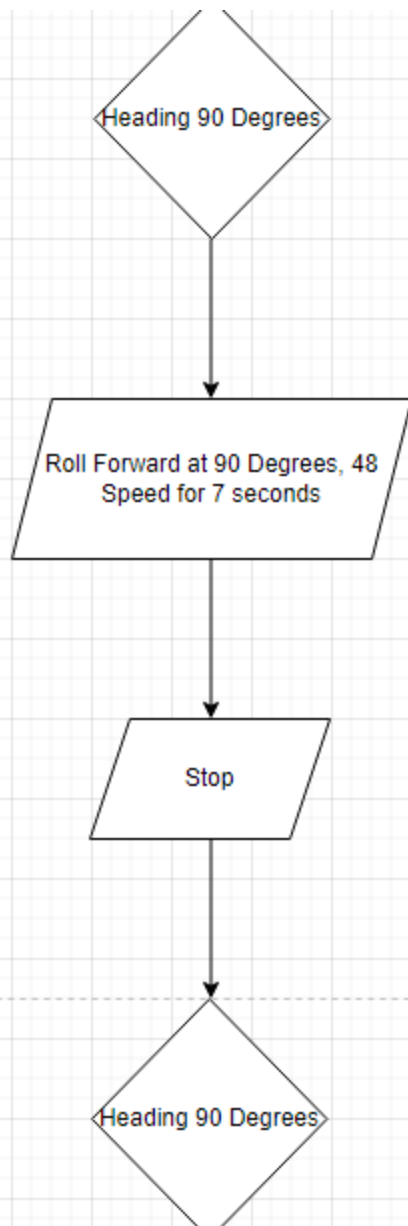 Heading 90 Degrees
Roll Forward at 90 Degrees, 48
Speed for 7 seconds
Stop
Heading 90 Degrees